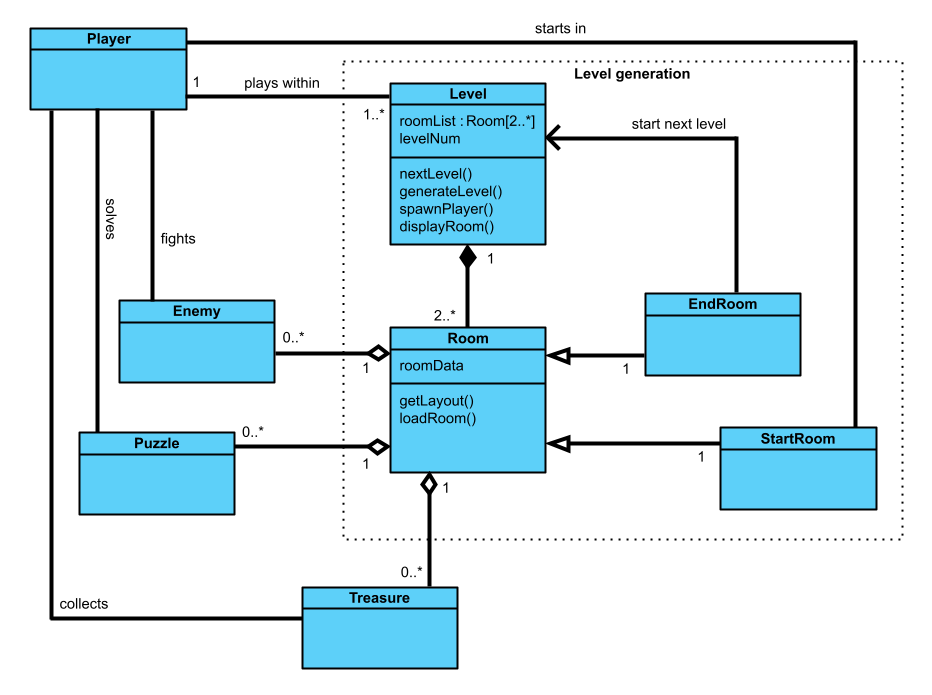 starts in
Player
Level generation
1
plays within
Level
1..*
roomList : Room[2..*]
levelNum
start next level
nextLevel()
generateLevel()
spawnPlayer()
displayRoom()
solves
fights
1
Enemy
EndRoom
2..*
Room
0..*
1
roomData
1
getLayout()
loadRoom()
Puzzle
0..*
1
StartRoom
1
1
0..*
Treasure
collects